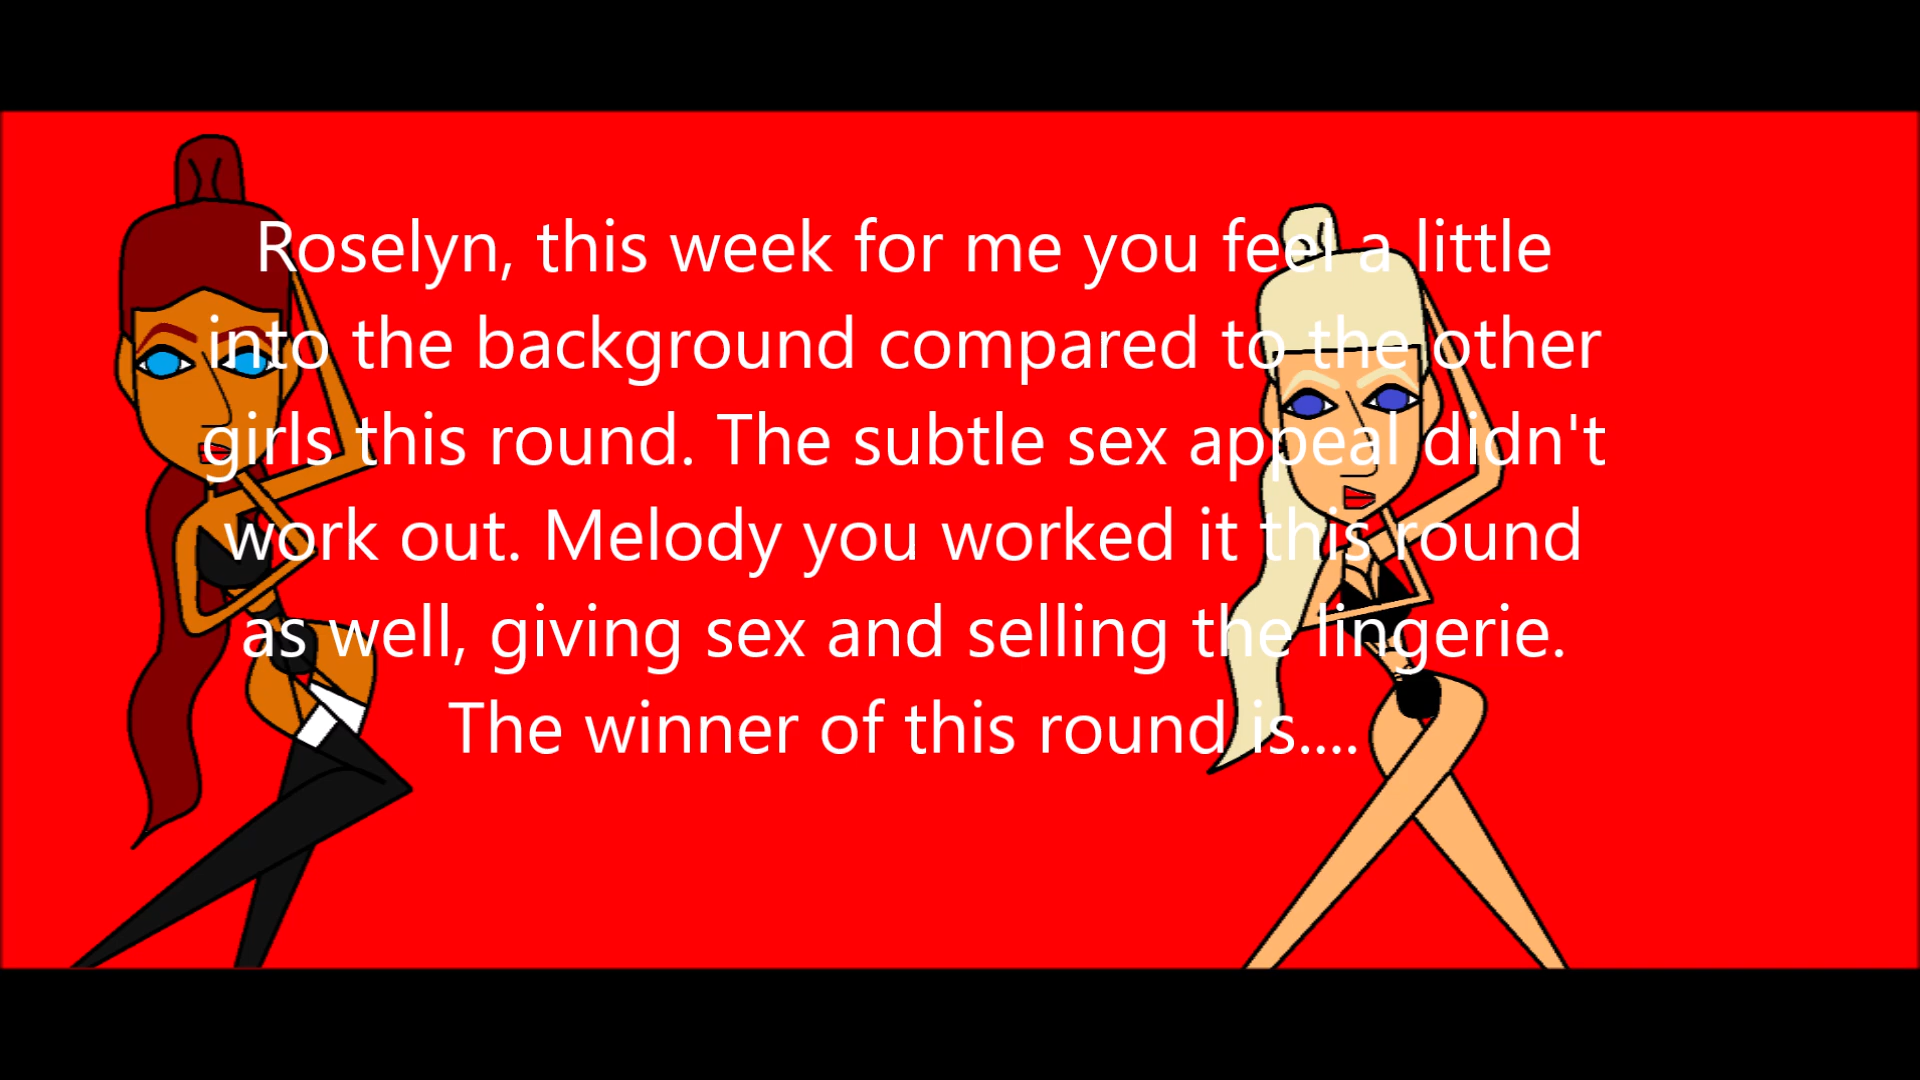 Roselyn, this week for me you feel a little
into the background compared to the other
girls this round. The subtle sex appeal didn't
work out. Melody you worked it this round
as well, giving sex and selling the lingerie.
The winner of this round is....